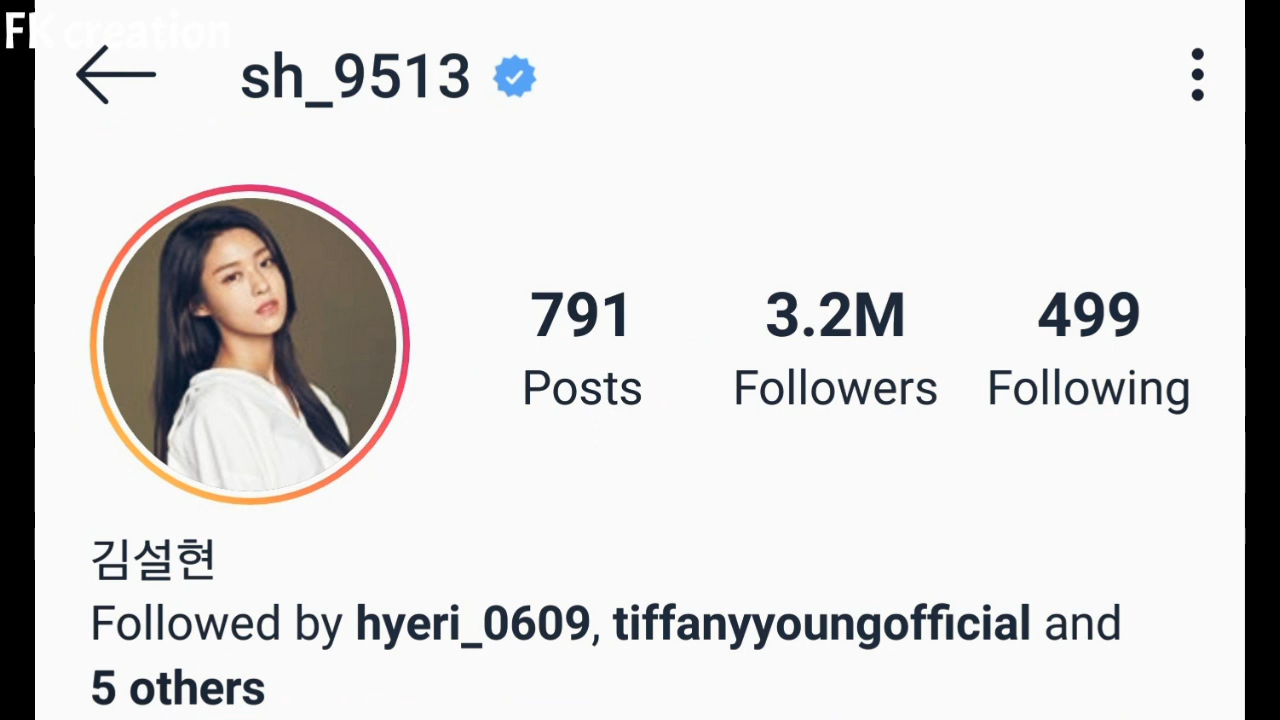 FK creation
sh_9513
791 3.2M 499
Posts Followers Following
김설현
Followed by hyeri_0609, tiffanyyoungofficial and
5 others